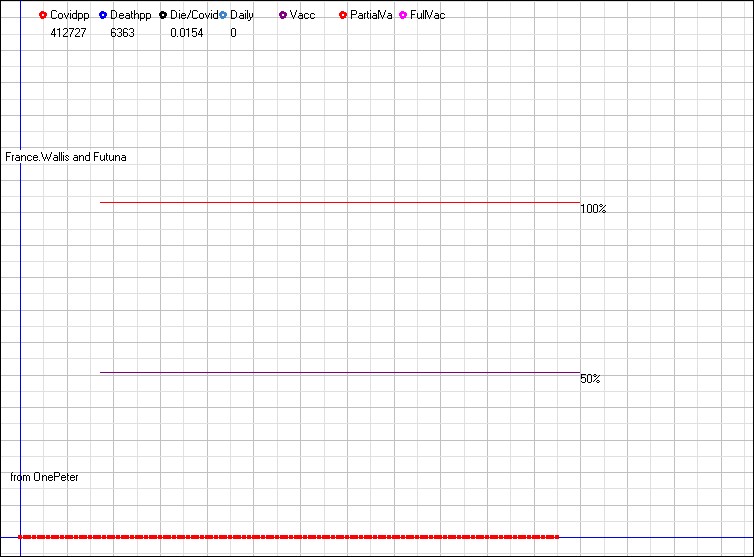 Covidpp Deathpp Die/Covid Daily Vacc PartialVa FullVac
412727 6363 0.0154 0
France.Wallis and Futuna
100%
50%
from OnePeter